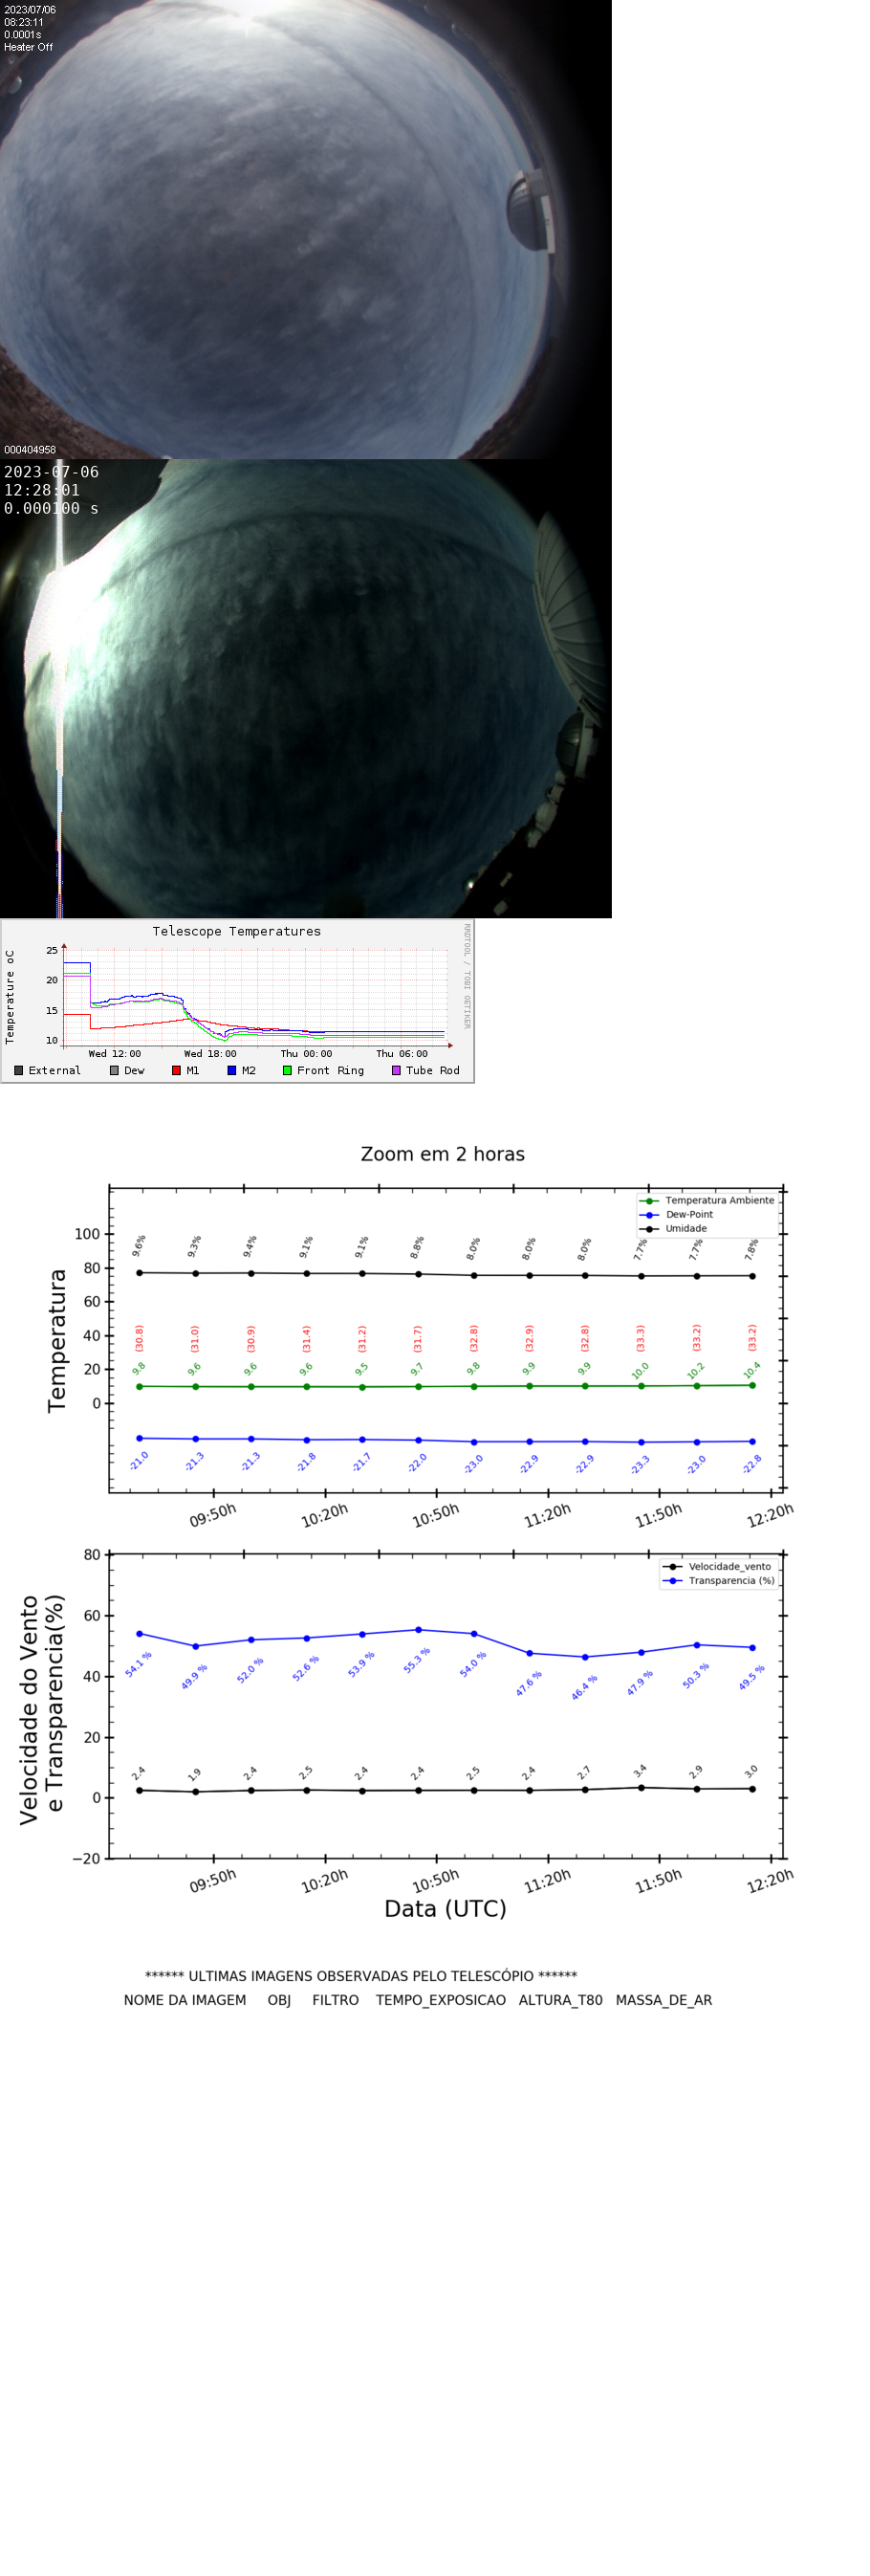 2023/07/06
08:23:11
0.0001s
Heater Off
000404958
2023-07-06
12:28:01
0.000100 s
Telescope Temperatures
RRDTOOL / TOBI OETIKER
Temperature oC
25
20
15
10
Wed 12:00 Wed 18:00 Thu 00:00 Thu 06:00
External Dew M1 M2 Front Ring Tube Rod
Zoom em 2 horas
Temperatura Ambiente
Dew-Point
Umidade
Temperatura
100
80
60
40
20
0
9.6% 9.3% 9.4% 9.1% 9.1% 8.8% 8.0% 8.0% 8.0% 7.7% 7.7% 7.8%
(30.8) (31.0) (30.9) (31.4) (31.2) (31.7) (32.8) (32.9) (32.8) (33.3) (33.2) (33.2)
9.8 9.6 9.6 9.6 9.5 9.7 9.8 9.9 9.9 10.0 10.2 10.4
-21.0 -21.3 -21.3 -21.8 -21.7 -22.0 -23.0 -22.9 -22.9 -23.3 -23.0 -22.8
09:50h 10:20h 10:50h 11:20h 11:50h 12:20h
Velocidade_vento
Transparencia (%)
Velocidade do Vento
e Transparencia(%)
80
60
40
20
0
−20
54.1 % 49.9 % 52.0 % 52.6 % 53.9 % 55.3 % 54.0 % 47.6 % 46.4 % 47.9 % 50.3 % 49.5 %
2.4 1.9 2.4 2.5 2.4 2.4 2.5 2.4 2.7 3.4 2.9 3.0
09:50h 10:20h 10:50h 11:20h 11:50h 12:20h
Data (UTC)
****** ULTIMAS IMAGENS OBSERVADAS PELO TELESCÓPIO ******
NOME DA IMAGEM OBJ FILTRO TEMPO_EXPOSICAO ALTURA_T80 MASSA_DE_AR